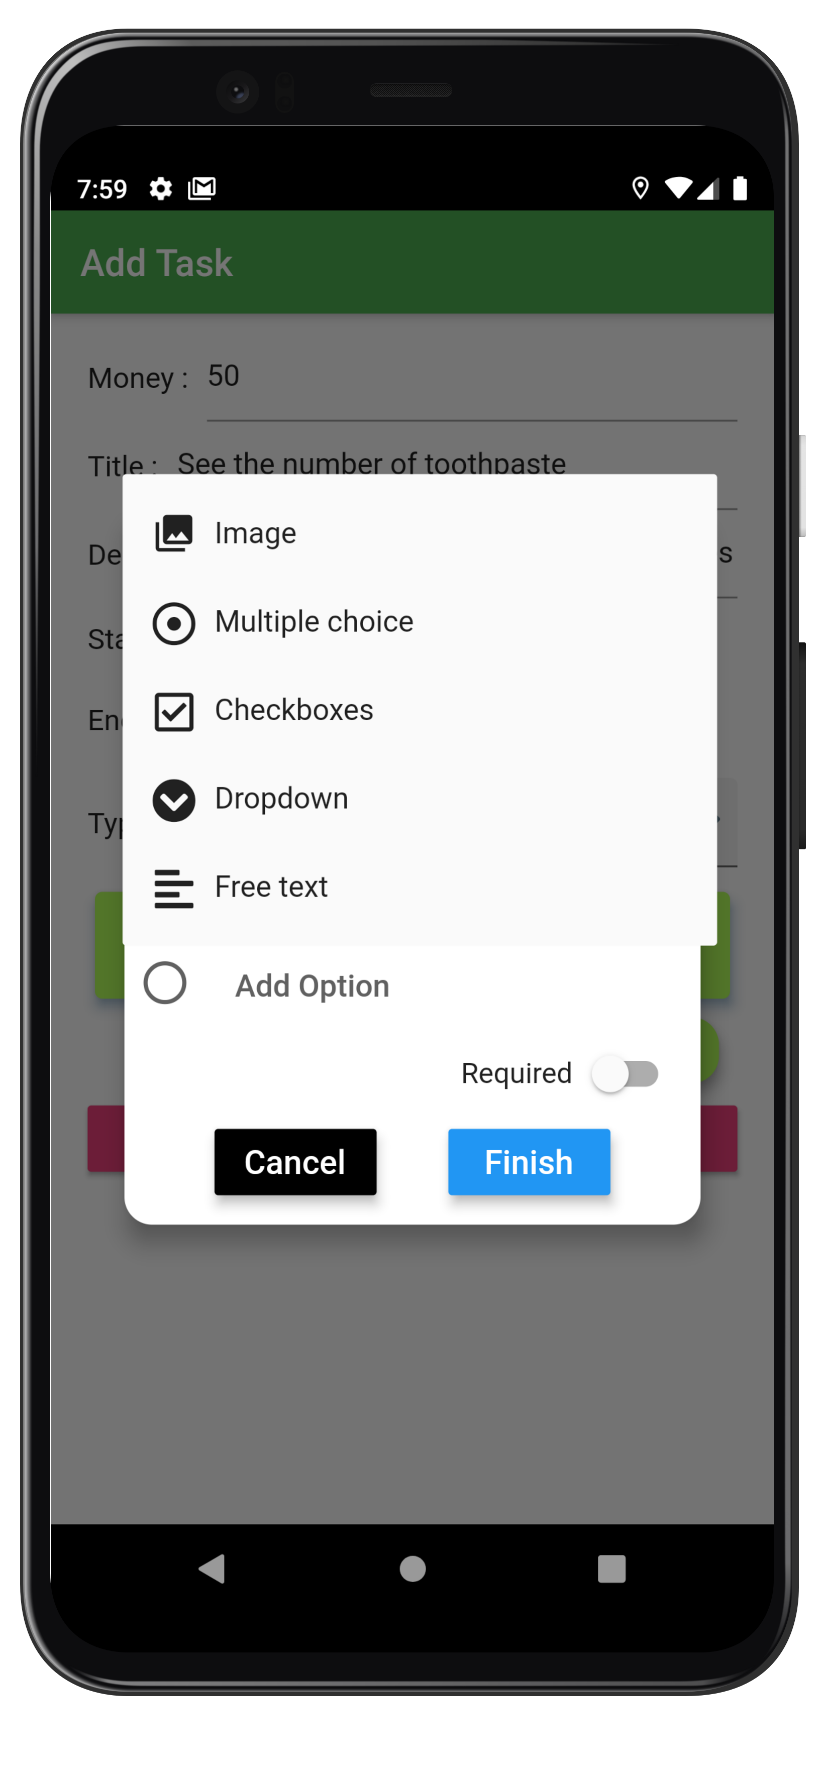 7:59
Add Task
Money : 50
Title : See the number of toothpaste
Image
Multiple choice
Checkboxes
Dropdown
Free text
Add Option
Required
Cancel
Finish